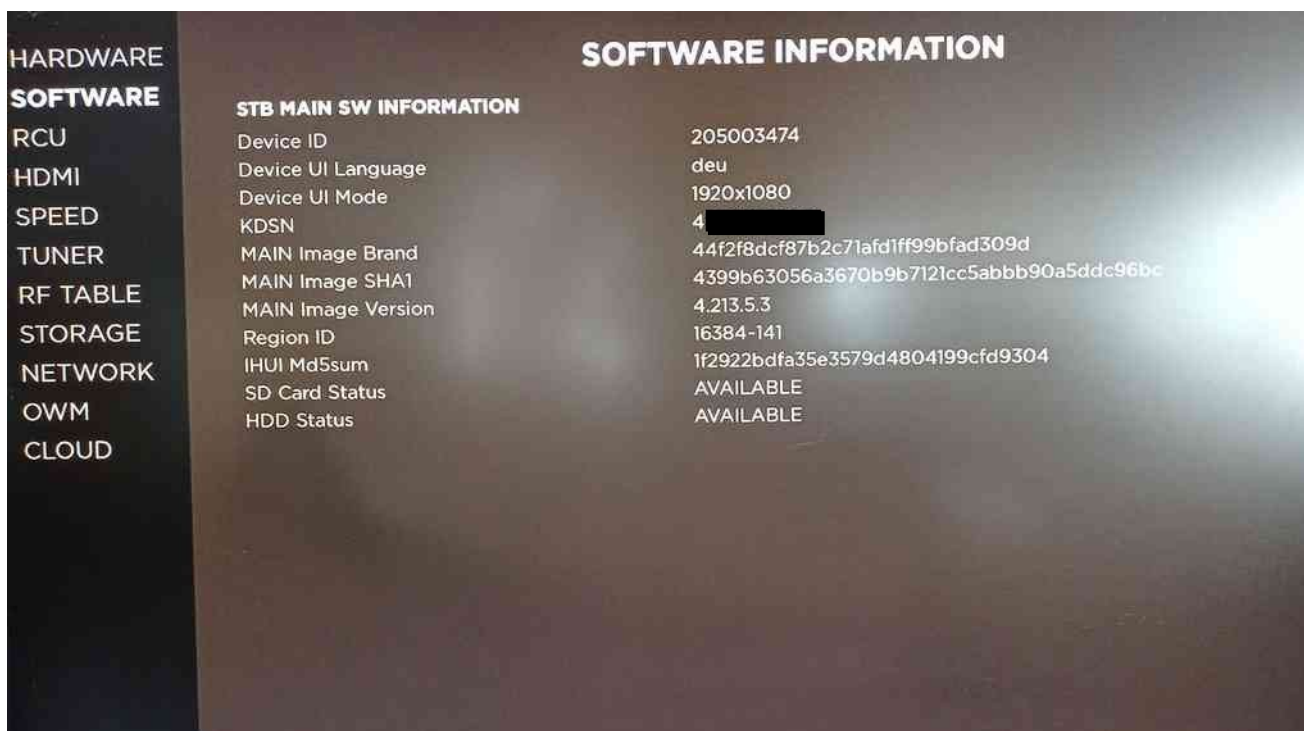 SOFTWARE INFORMATION
HARDWARE
SOFTWARE
RCU
HDMI
SPEED
TUNER
RF TABLE
STORAGE
NETWORK
OWM
CLOUD
STB MAIN SW INFORMATION
Device ID 205003474
Device UI Language deu
Device UI Mode 1920x1080
KDSN 4
MAIN Image Brand 44f2f8dcf87b2c71afd1ff99bfad309d
MAIN Image SHA1 4399b63056a3670b9b7121cc5abbb90a5ddc96bc
MAIN Image Version 4.213.5.3
Region ID 16384-141
IHUI Md5sum 1f2922bdfa35e3579d4804199cfd9304
SD Card Status AVAILABLE
HDD Status AVAILABLE